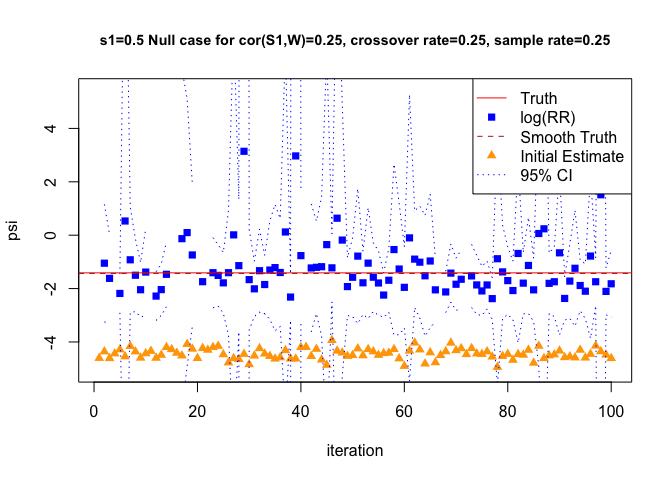 s1=0.5 Null case for cor(S1,W)=0.25, crossover rate=0.25, sample rate=0.25
psi
4
2
0
-2
-4
Truth
log(RR)
Smooth Truth
Initial Estimate
95% CI
0
20
40
60
80
100
iteration